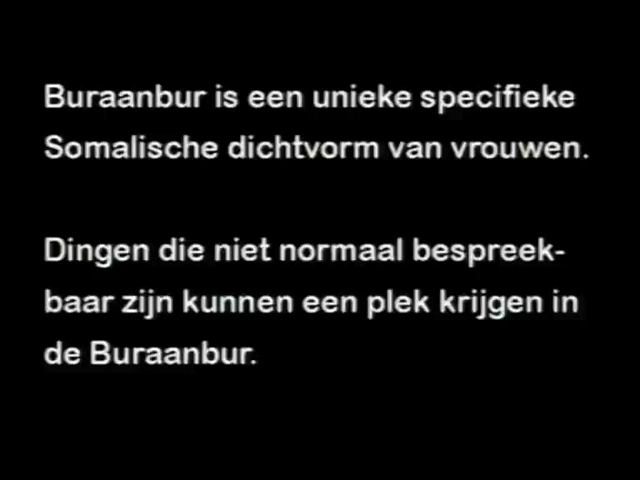 Buraanbur is een unieke specifieke
Somalische dichtvorm van vrouwen.
Dingen die niet normaal bespreek-
baar zijn kunnen een plek krijgen in
de Buraanbur.